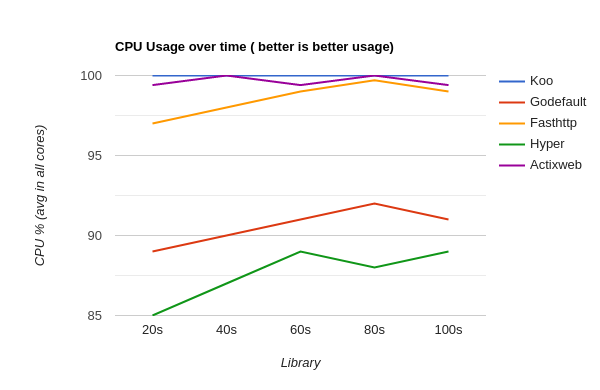 CPU Usage over time ( better is better usage)
CPU % (avg in all cores)
100
95
90
85
20s 40s 60s 80s 100s
Library
Koo
Godefault
Fasthttp
Hyper
Actixweb